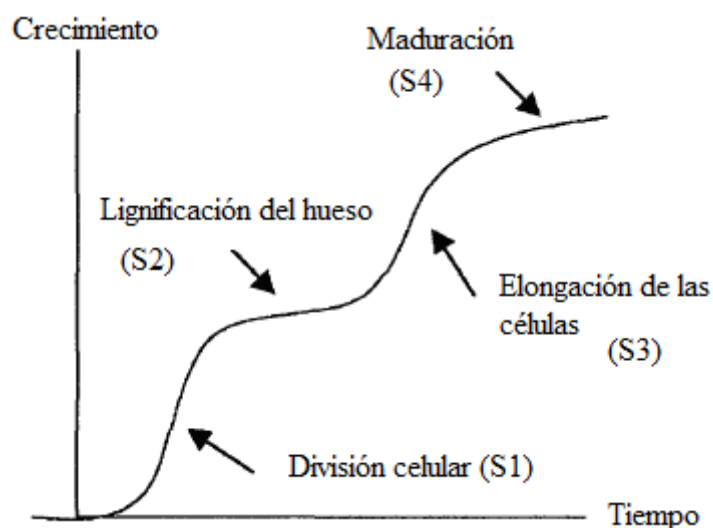 Crecimiento
Maduración
(S4)
Lignificación del hueso
(S2)
Elongación de las
células
(S3)
División celular (S1)
Tiempo